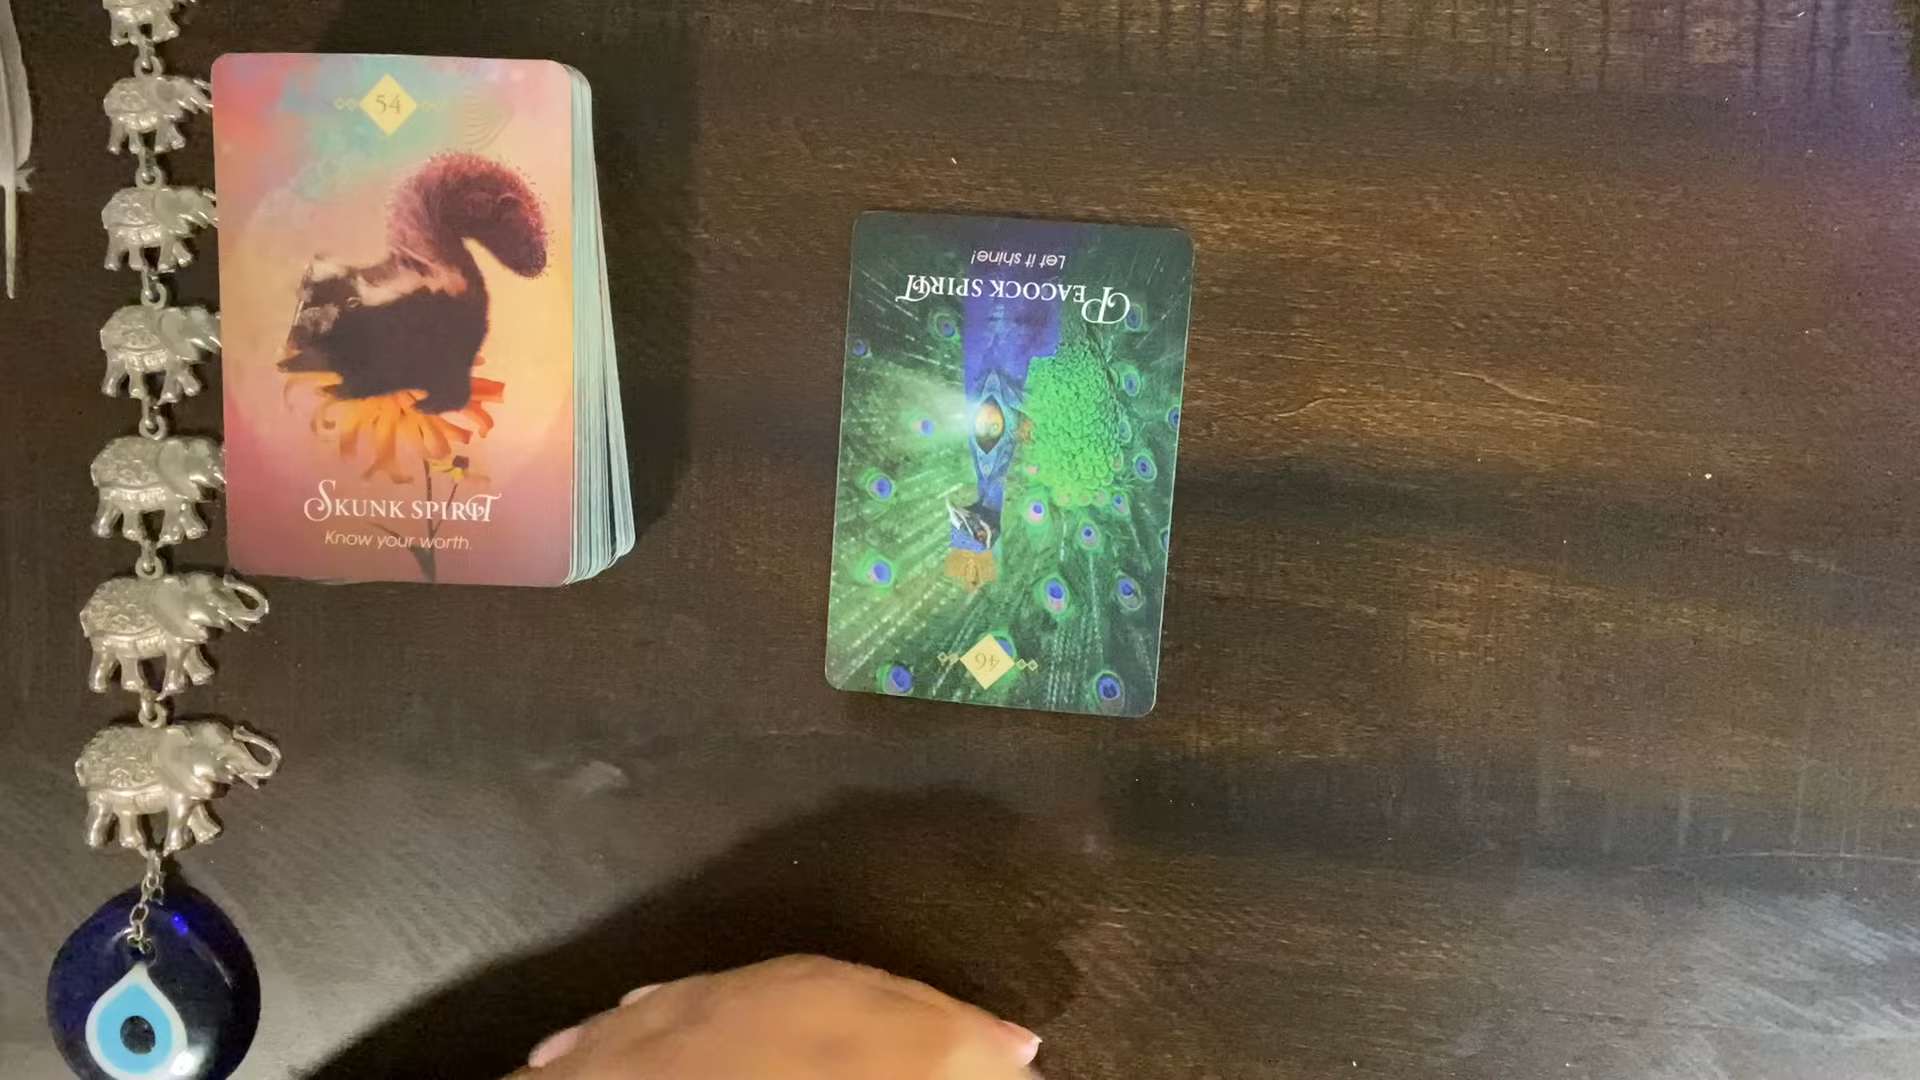 54
SKUNK SPIRIT
Know your worth.
PEACOCK SPIRIT
Let it shine!
46